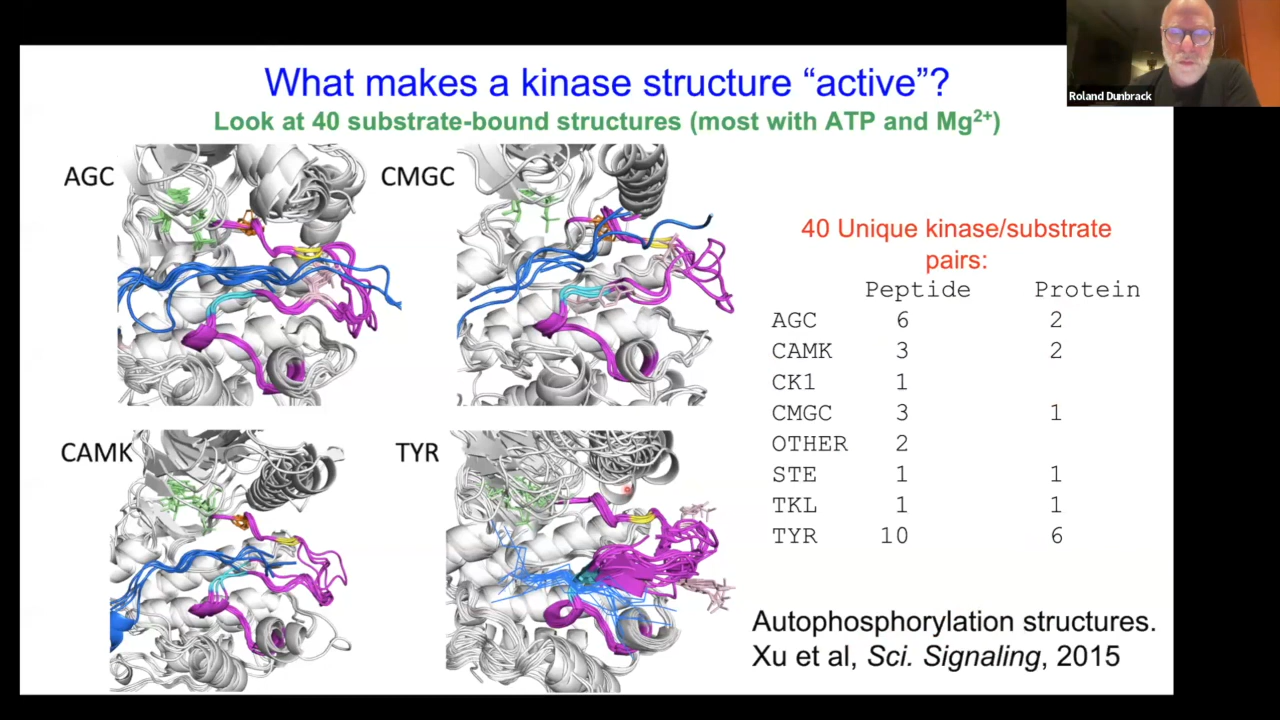 What makes a kinase structure “active”?
Look at 40 substrate-bound structures (most with ATP and Mg²⁺)
Roland Dunbrack
AGC
CMGC
CAMK
TYR
40 Unique kinase/substrate
pairs:
Peptide Protein
AGC 6 2
CAMK 3 2
CK1 1
CMGC 3 1
OTHER 2
STE 1 1
TKL 1 1
TYR 10 6
Autophosphorylation structures.
Xu et al, Sci. Signaling, 2015